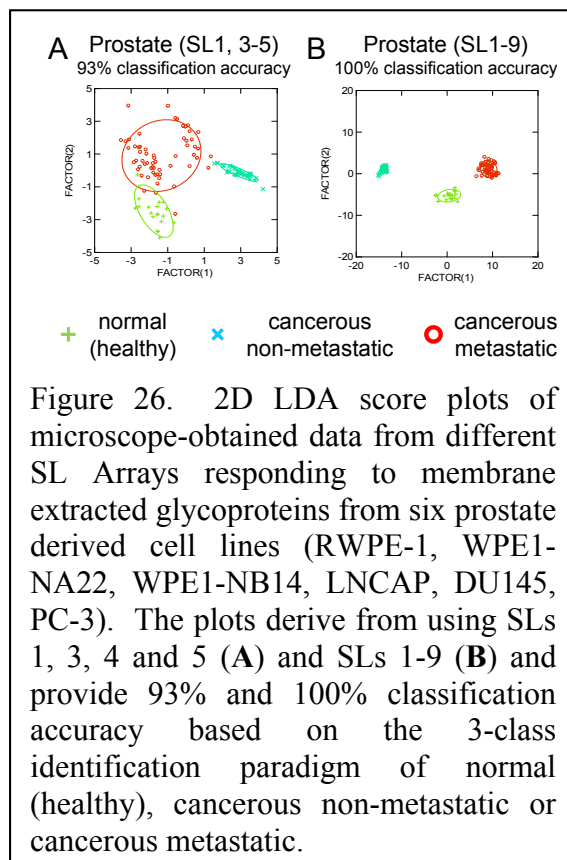 A Prostate (SL1, 3-5)
93% classification accuracy
B Prostate (SL1-9)
100% classification accuracy
5
3
1
-1
-3
-5
FACTOR(2)
-5 -3 -1 1 3 5
FACTOR(1)
20
10
0
-10
-20
FACTOR(2)
-20 -10 0 10 20
FACTOR(1)
normal
(healthy)
cancerous
non-metastatic
cancerous
metastatic
Figure 26. 2D LDA score plots of
microscope-obtained data from different
SL Arrays responding to membrane
extracted glycoproteins from six prostate
derived cell lines (RWPE-1, WPE1-
NA22, WPE1-NB14, LNCAP, DU145,
PC-3). The plots derive from using SLs
1, 3, 4 and 5 (A) and SLs 1-9 (B) and
provide 93% and 100% classification
accuracy based on the 3-class
identification paradigm of normal
(healthy), cancerous non-metastatic or
cancerous metastatic.